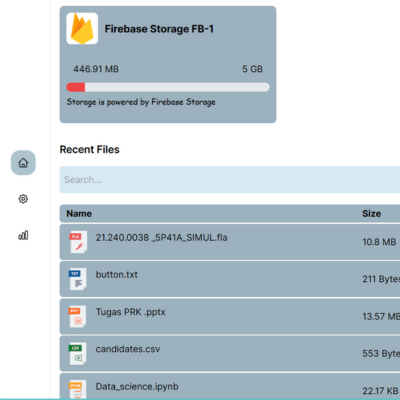 Firebase Storage FB-1
446.91 MB 5 GB
Storage is powered by Firebase Storage
Recent Files
Search...
Name Size
FLA 21.240.0038 _5P41A_SIMUL.fla 10.8 MB
TXT button.txt 211 Bytes
PPT Tugas PRK .pptx 13.57 MB
CSV candidates.csv 553 Byte
Data_science.ipynb 22.17 KB